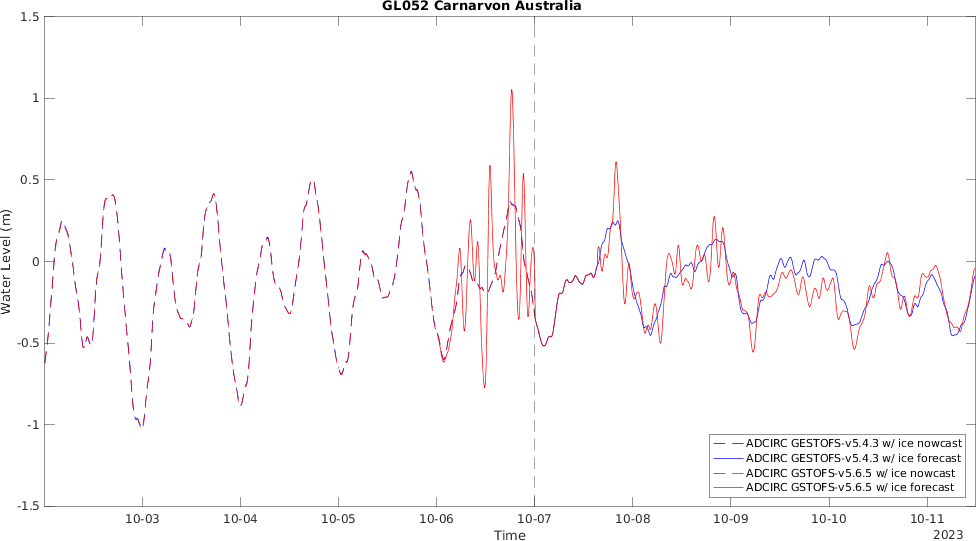 GL052 Carnarvon Australia
1.5
1
0.5
0
-0.5
-1
-1.5
Water Level (m)
10-03 10-04 10-05 10-06 10-07 10-08 10-09 10-10 10-11
Time
2023
ADCIRC GESTOFS-v5.4.3 w/ ice nowcast
ADCIRC GESTOFS-v5.4.3 w/ ice forecast
ADCIRC GSTOFS-v5.6.5 w/ ice nowcast
ADCIRC GSTOFS-v5.6.5 w/ ice forecast